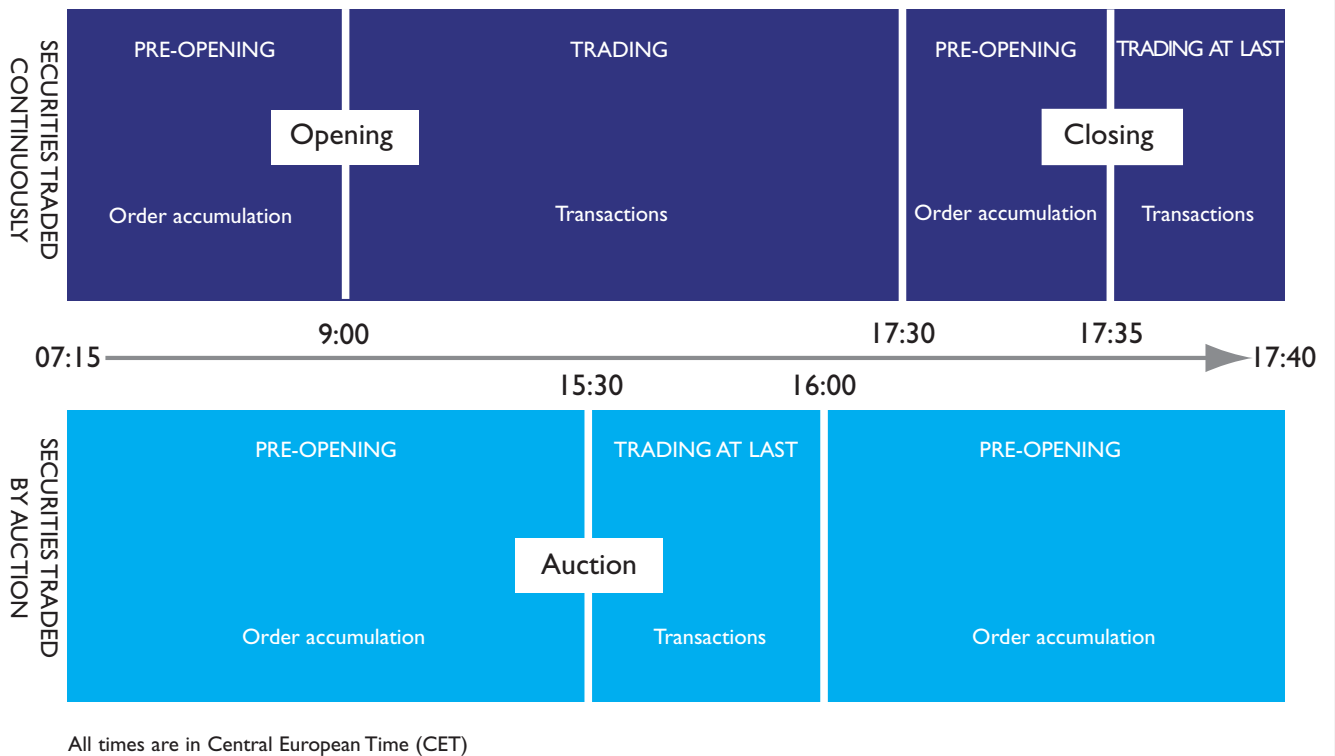 SECURITIES TRADED
CONTINUOUSLY
PRE-OPENING
TRADING
PRE-OPENING
TRADING AT LAST
Opening
Closing
Order accumulation
Transactions
Order accumulation
Transactions
9:00
17:30
17:35
07:15
17:40
15:30
16:00
SECURITIES TRADED
BY AUCTION
PRE-OPENING
TRADING AT LAST
PRE-OPENING
Auction
Order accumulation
Transactions
Order accumulation
All times are in Central European Time (CET)